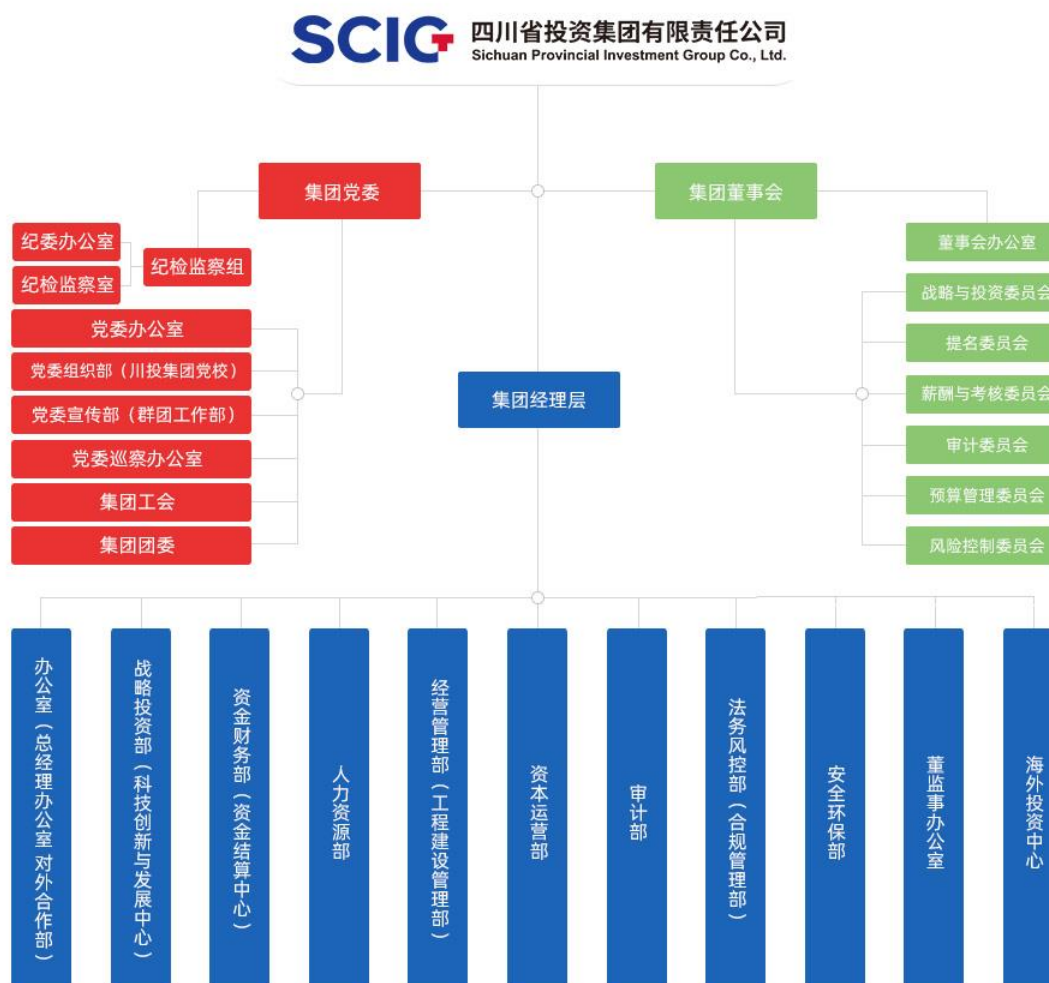 SCIG 四川省投资集团有限责任公司
Sichuan Provincial Investment Group Co., Ltd.
集团党委
集团董事会
纪委办公室
纪检监察室
纪检监察组
党委办公室
党委组织部（川投集团党校）
党委宣传部（群团工作部）
党委巡察办公室
集团工会
集团团委
集团经理层
董事会办公室
战略与投资委员会
提名委员会
薪酬与考核委员会
审计委员会
预算管理委员会
风险控制委员会
办公室（总经理办公室 对外合作部）
战略投资部（科技创新与发展中心）
资金财务部（资金结算中心）
人力资源部
经营管理部（工程建设管理部）
资本运营部
审计部
法务风控部（合规管理部）
安全环保部
董监事办公室
海外投资中心